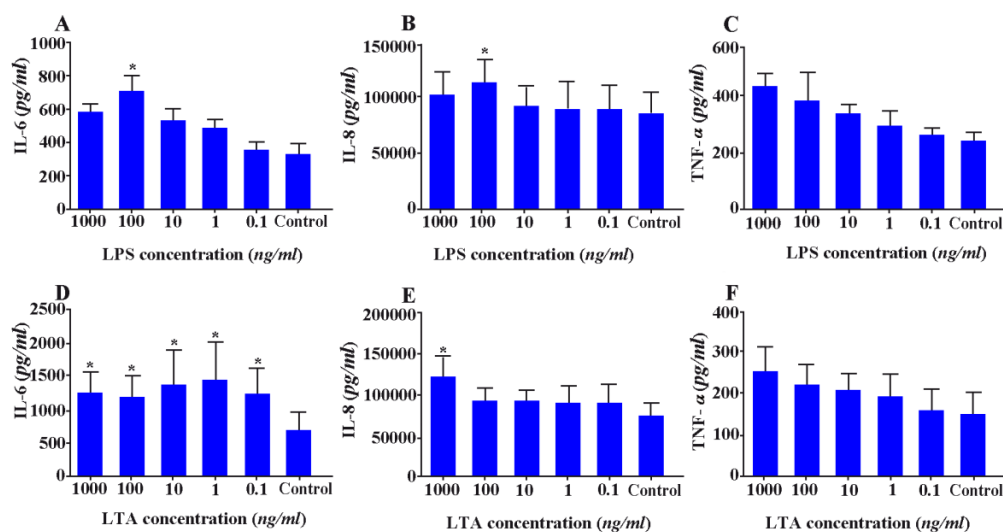 A
IL-6 (pg/ml)
1000
800
600
400
200
0
*
1000 100 10 1 0.1 Control
LPS concentration (ng/ml)
B
IL-8 (pg/ml)
150000
100000
50000
0
*
1000 100 10 1 0.1 Control
LPS concentration (ng/ml)
C
TNF-α (pg/ml)
600
400
200
0
1000 100 10 1 0.1 Control
LPS concentration (ng/ml)
D
IL-6 (pg/ml)
2500
2000
1500
1000
500
0
* * * * *
1000 100 10 1 0.1 Control
LTA concentration (ng/ml)
E
IL-8 (pg/ml)
200000
150000
100000
50000
0
*
1000 100 10 1 0.1 Control
LTA concentration (ng/ml)
F
TNF- α (pg/ml)
400
300
200
100
0
1000 100 10 1 0.1 Control
LTA concentration (ng/ml)